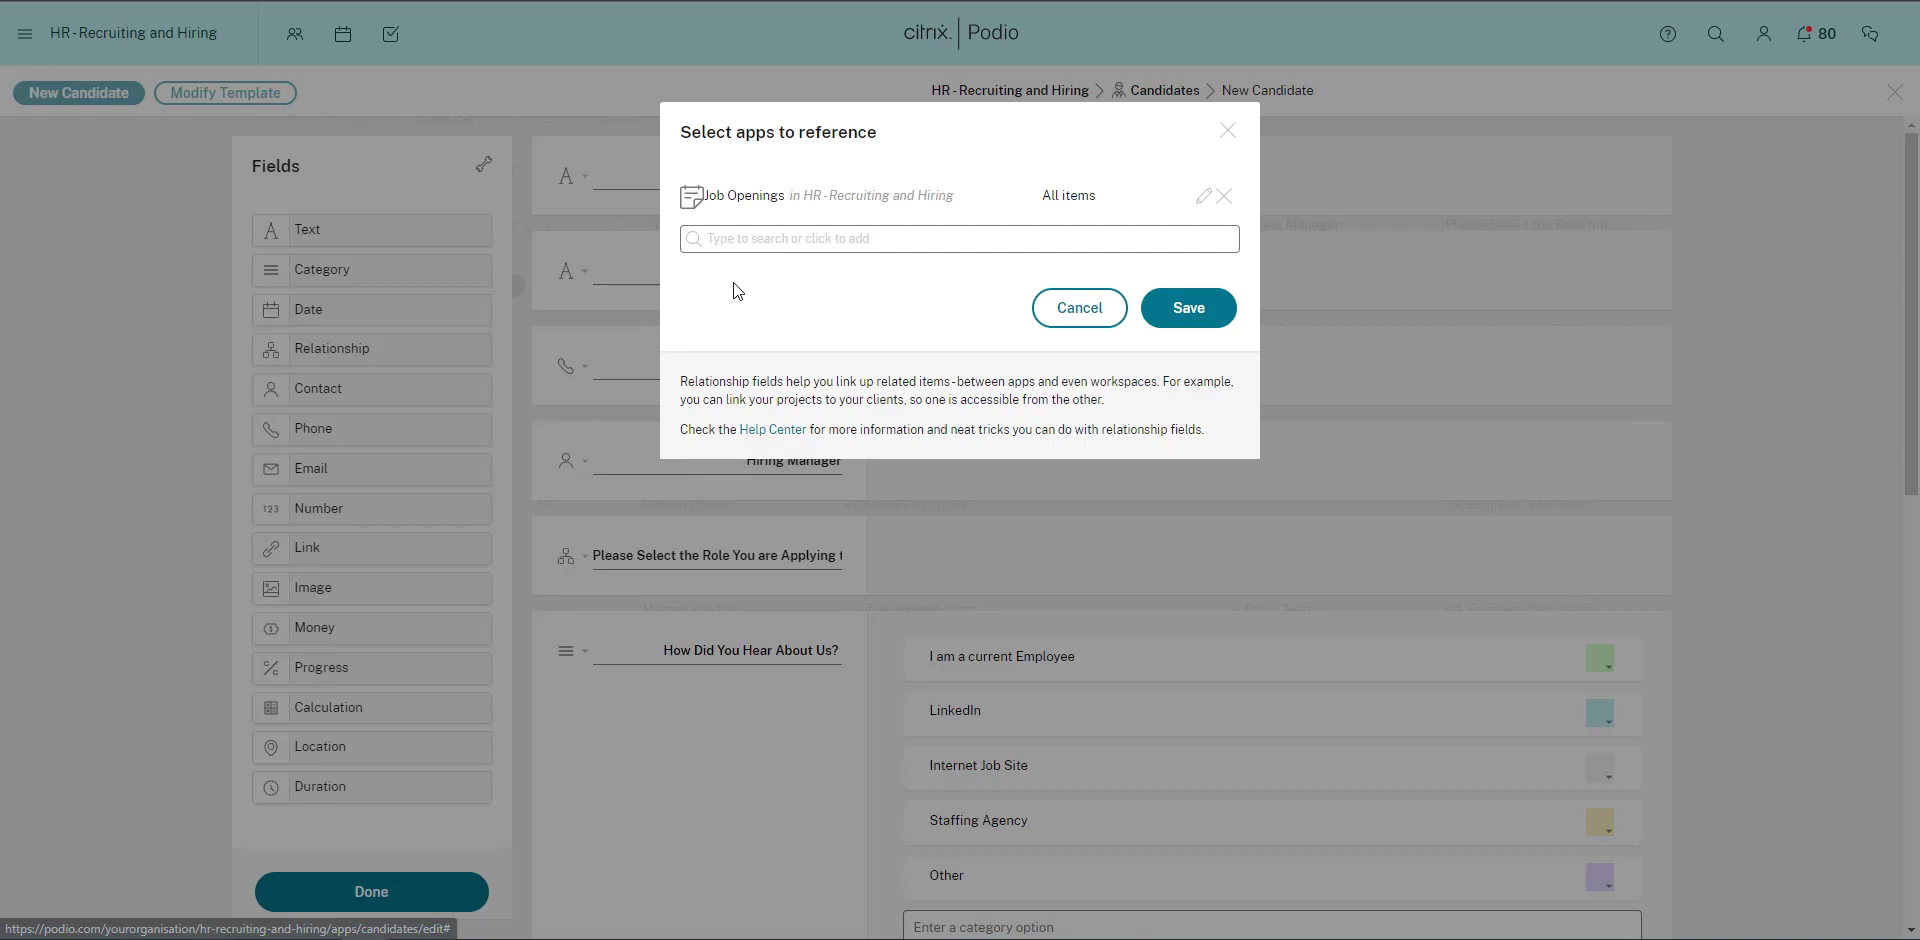 HR - Recruiting and Hiring
citrix | Podio
80
New Candidate
Modify Template
HR - Recruiting and Hiring > Candidates > New Candidate
Fields
Text
Category
Date
Relationship
Contact
Phone
Email
123 Number
Link
Image
Money
Progress
Calculation
Location
Duration
Done
Select apps to reference
Job Openings in HR - Recruiting and Hiring
All items
Type to search or click to add
Cancel
Save
Relationship fields help you link up related items - between apps and even workspaces. For example,
you can link your projects to your clients, so one is accessible from the other.
Check the Help Center for more information and neat tricks you can do with relationship fields.
Hiring Manager
Please Select the Role You are Applying t
How Did You Hear About Us?
I am a current Employee
LinkedIn
Internet Job Site
Staffing Agency
Other
Enter a category option
https://podio.com/yourorganisation/hr-recruiting-and-hiring/apps/candidates/edit#